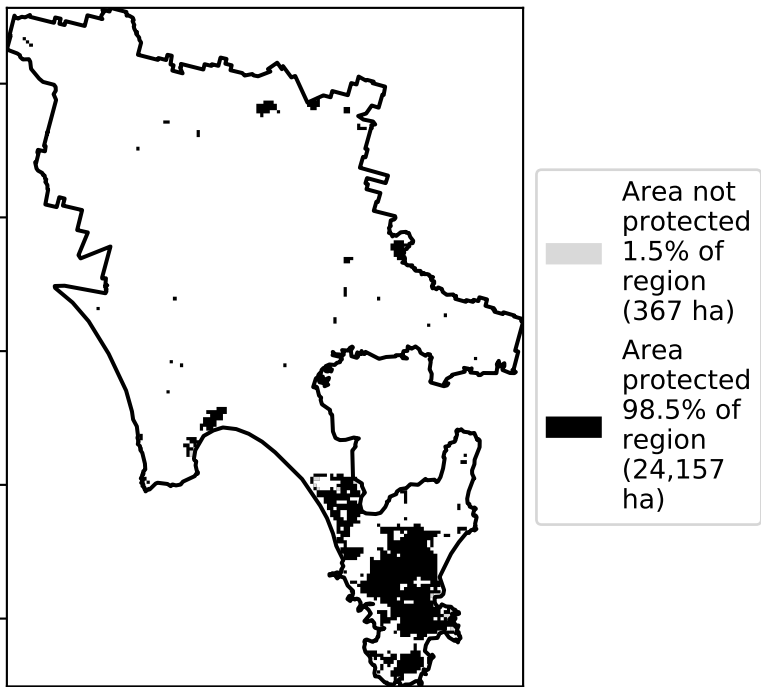 Area not
protected
1.5% of
region
(367 ha)
Area
protected
98.5% of
region
(24,157
ha)